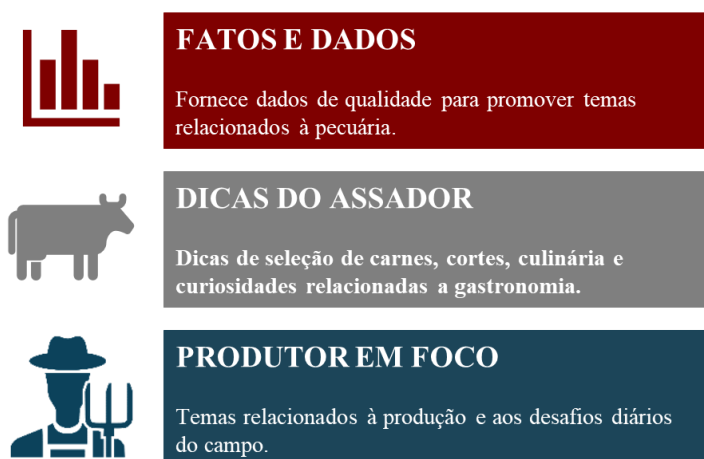 FATOS E DADOS
Fornece dados de qualidade para promover temas
relacionados à pecuária.
DICAS DO ASSADOR
Dicas de seleção de carnes, cortes, culinária e
curiosidades relacionadas a gastronomia.
PRODUTOR EM FOCO
Temas relacionados à produção e aos desafios diários
do campo.